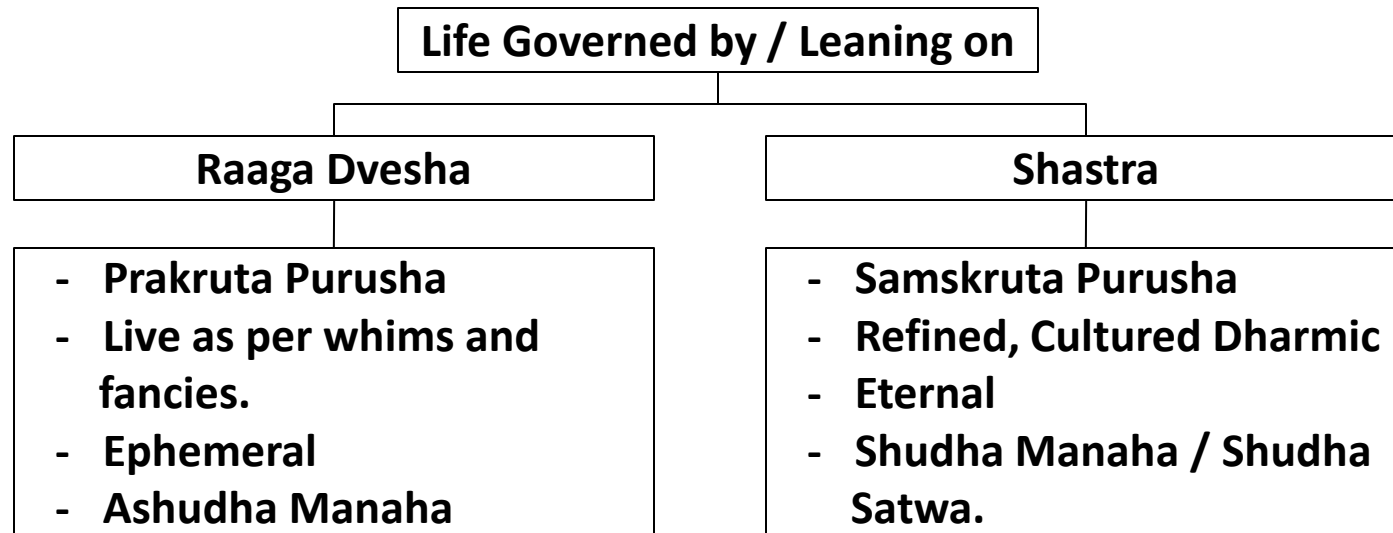 Life Governed by / Leaning on
Raaga Dvesha
- Prakruta Purusha
- Live as per whims and
fancies.
- Ephemeral
- Ashudha Manaha
Shastra
- Samskruta Purusha
- Refined, Cultured Dharmic
- Eternal
- Shudha Manaha / Shudha
Satwa.